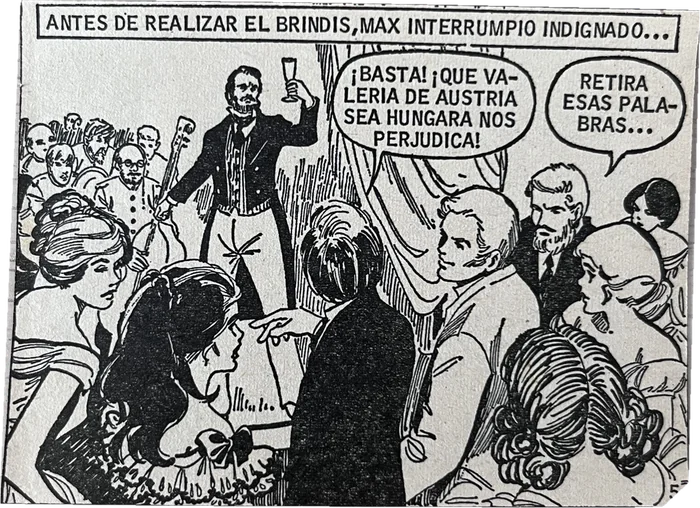 ANTES DE REALIZAR EL BRINDIS, MAX INTERRUMPIO INDIGNADO...
¡BASTA! ¡QUE VA-
LERIA DE AUSTRIA
SEA HUNGARA NOS
PERJUDICA!
RETIRA
ESAS PALA-
BRAS...